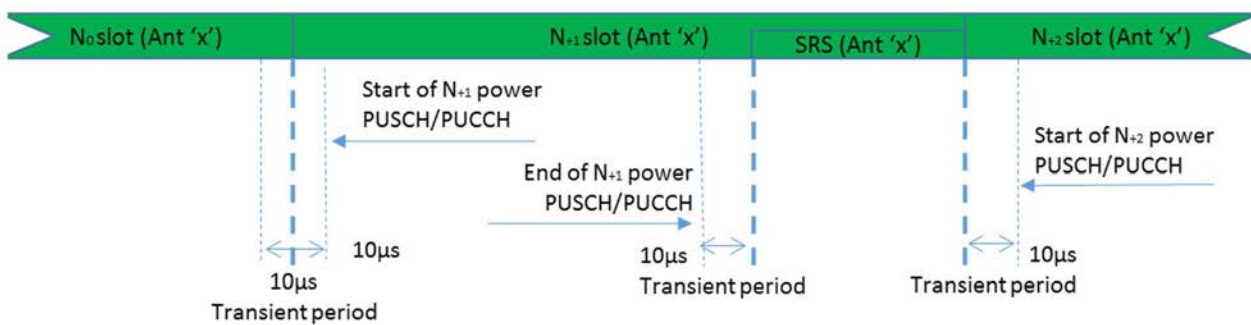 N₀ slot (Ant ‘x’)
N₊₁ slot (Ant ‘x’)
SRS (Ant ‘x’)
N₊₂ slot (Ant ‘x’)
Start of N₊₁ power
PUSCH/PUCCH
End of N₊₁ power
PUSCH/PUCCH
Start of N₊₂ power
PUSCH/PUCCH
10µs
10µs
Transient period
10µs
Transient period
10µs
Transient period